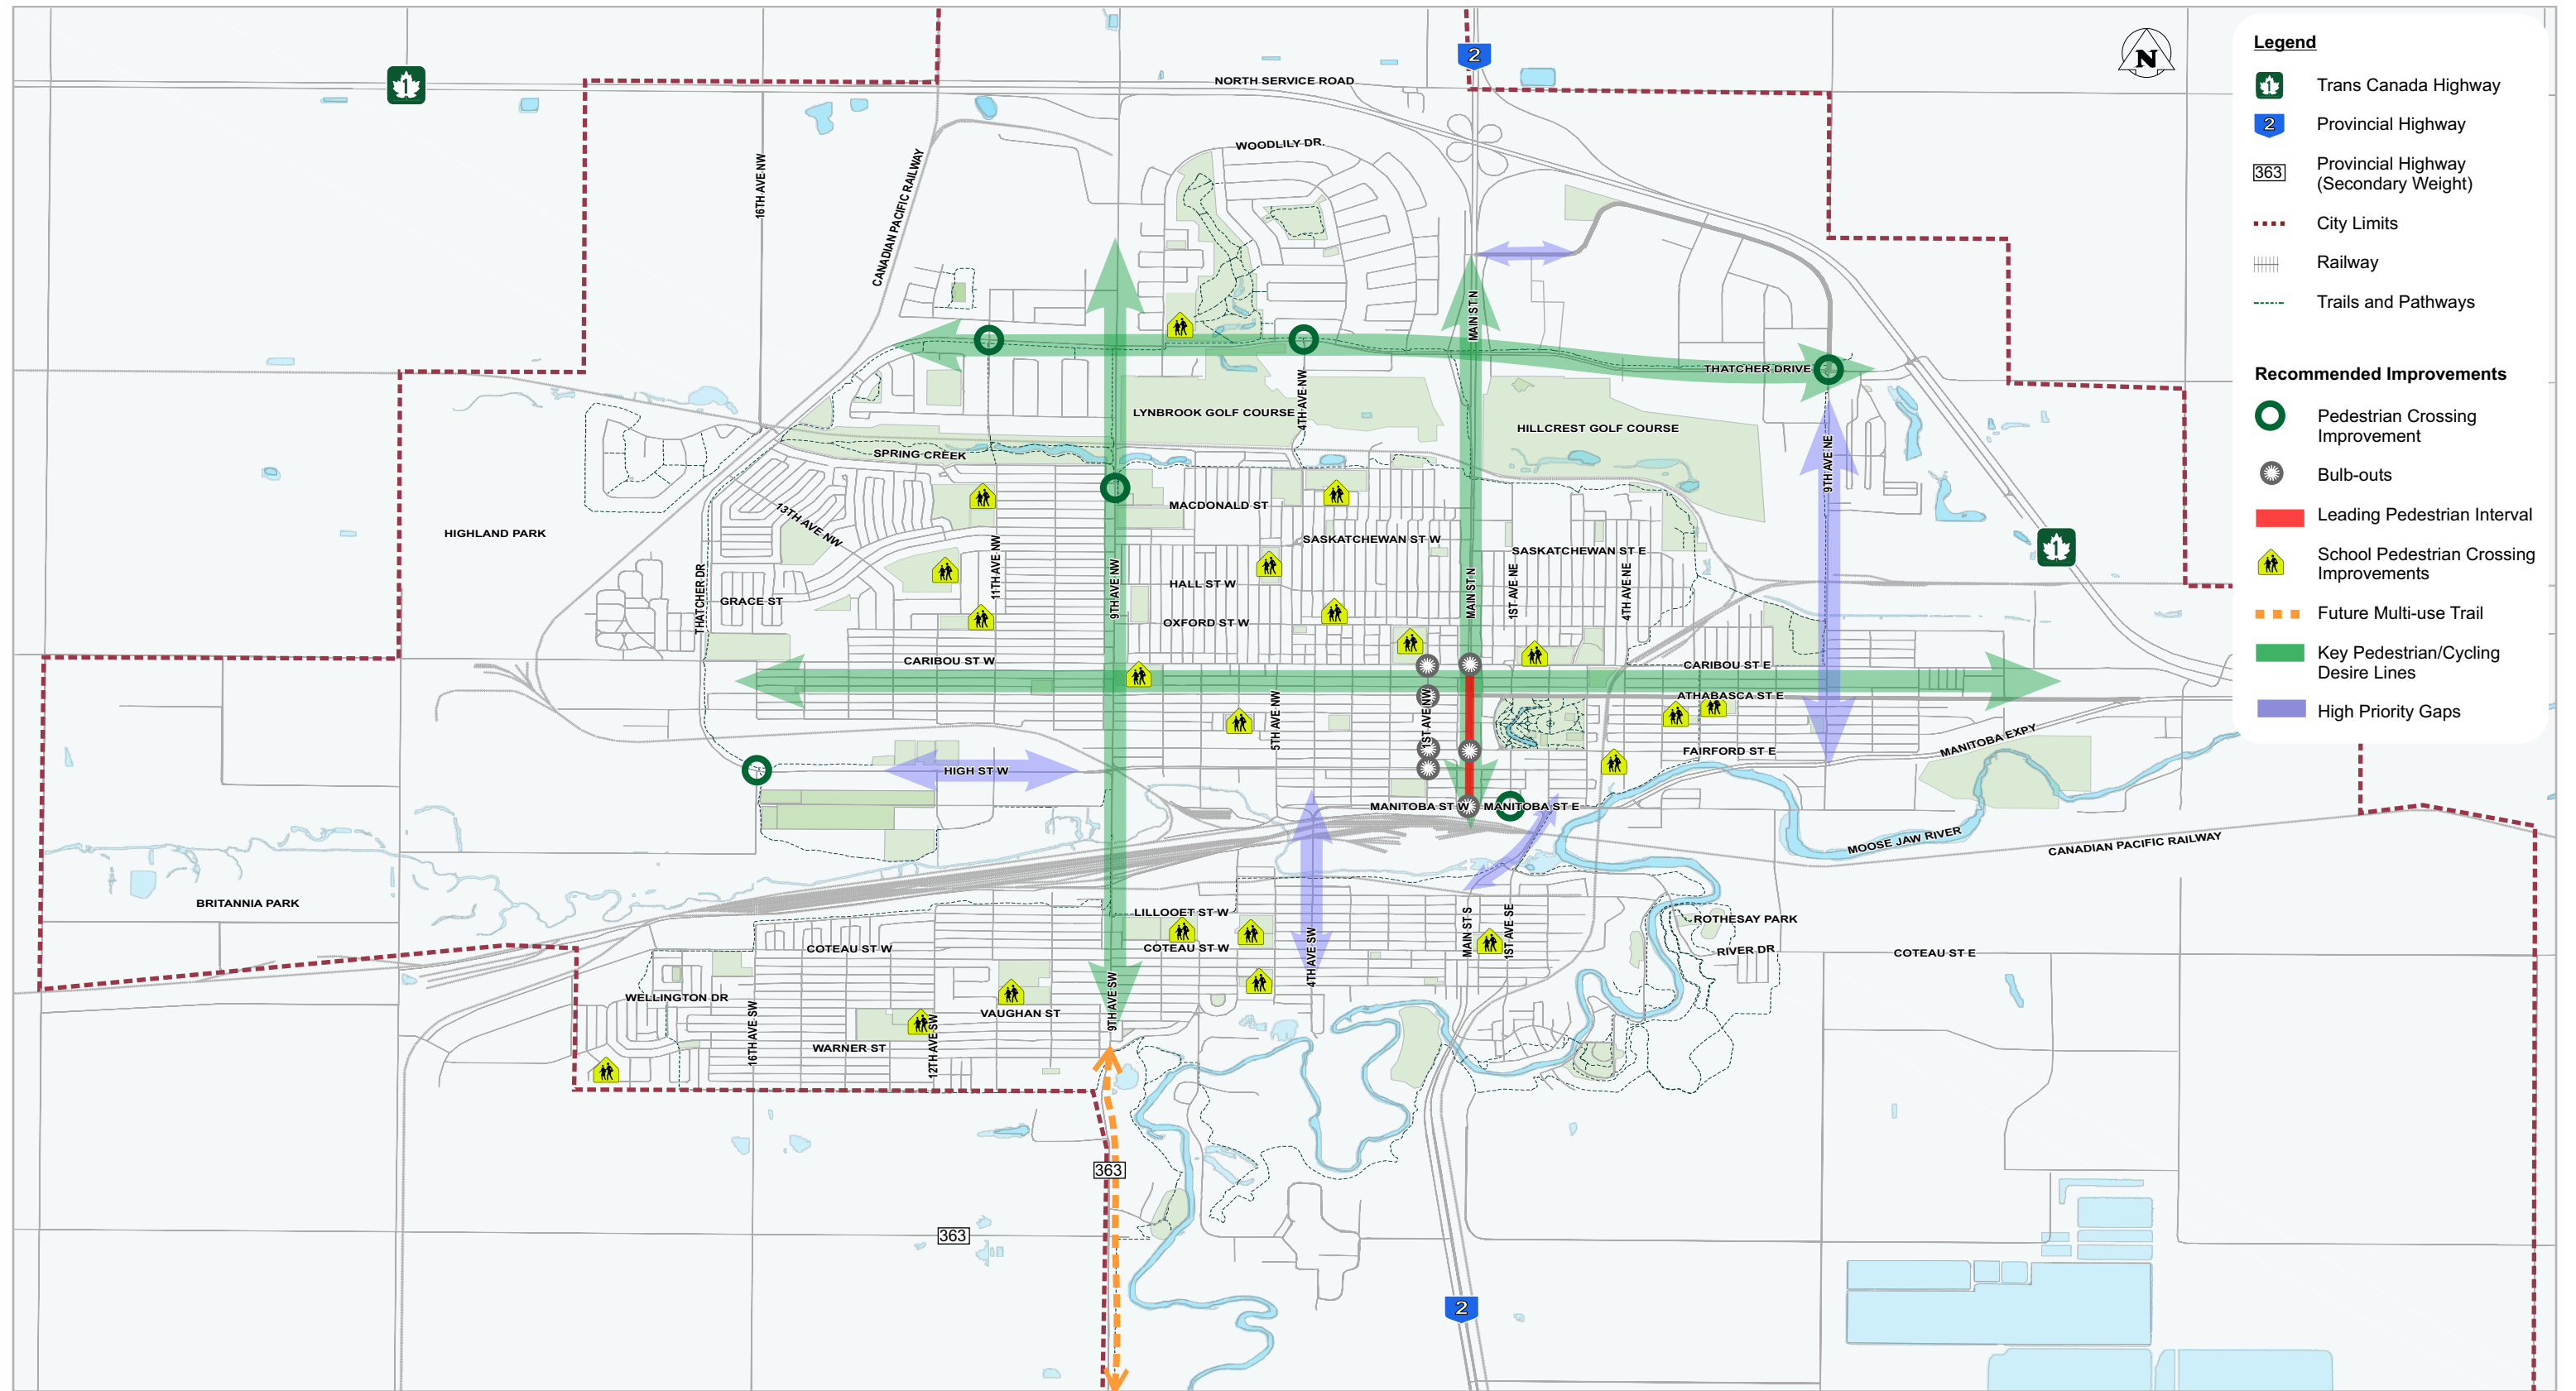 2
1
NORTH SERVICE ROAD
N
WOODLILY DR.
16TH AVE NW
CANADIAN PACIFIC RAILWAY
MAIN ST N
THATCHER DRIVE
4TH AVE NW
LYNBROOK GOLF COURSE
HILLCREST GOLF COURSE
9TH AVE NE
SPRING CREEK
13TH AVE NW
MACDONALD ST
HIGHLAND PARK
SASKATCHEWAN ST W
SASKATCHEWAN ST E
1
11TH AVE NW
9TH AVE NW
MAIN ST N
1ST AVE NE
4TH AVE NE
THATCHER DR
HALL ST W
GRACE ST
OXFORD ST W
CARIBOU ST W
CARIBOU ST E
ATHABASCA ST E
5TH AVE NW
1ST AVE NW
FAIRFORD ST E
MANITOBA EXPY
HIGH ST W
MANITOBA ST W
MANITOBA ST E
MOOSE JAW RIVER
CANADIAN PACIFIC RAILWAY
BRITANNIA PARK
LILLOOET ST W
COTEAU ST W
COTEAU ST W
4TH AVE SW
MAIN ST S
1ST AVE SE
ROTHESAY PARK
RIVER DR
COTEAU ST E
WELLINGTON DR
16TH AVE SW
VAUGHAN ST
9TH AVE SW
WARNER ST
12TH AVE SW
363
363
2
Legend
1
Trans Canada Highway
2
Provincial Highway
363
Provincial Highway
(Secondary Weight)
City Limits
Railway
Trails and Pathways
Recommended Improvements
Pedestrian Crossing
Improvement
Bulb-outs
Leading Pedestrian Interval
School Pedestrian Crossing
Improvements
Future Multi-use Trail
Key Pedestrian/Cycling
Desire Lines
High Priority Gaps